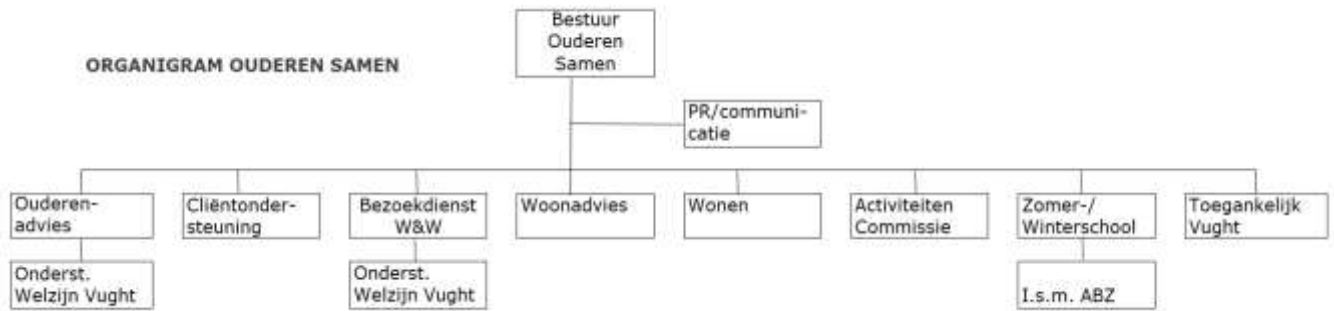 Bestuur
Ouderen
Samen
ORGANIGRAM OUDEREN SAMEN
PR/communi-
catie
Ouderen-
advies
Cliëntonder-
steuning
Bezoekdienst
W&W
Woonadvies
Wonen
Activiteiten
Commissie
Zomer-/
Winterschool
Toegankelijk
Vught
Onderst.
Welzijn Vught
Onderst.
Welzijn Vught
I.s.m. ABZ